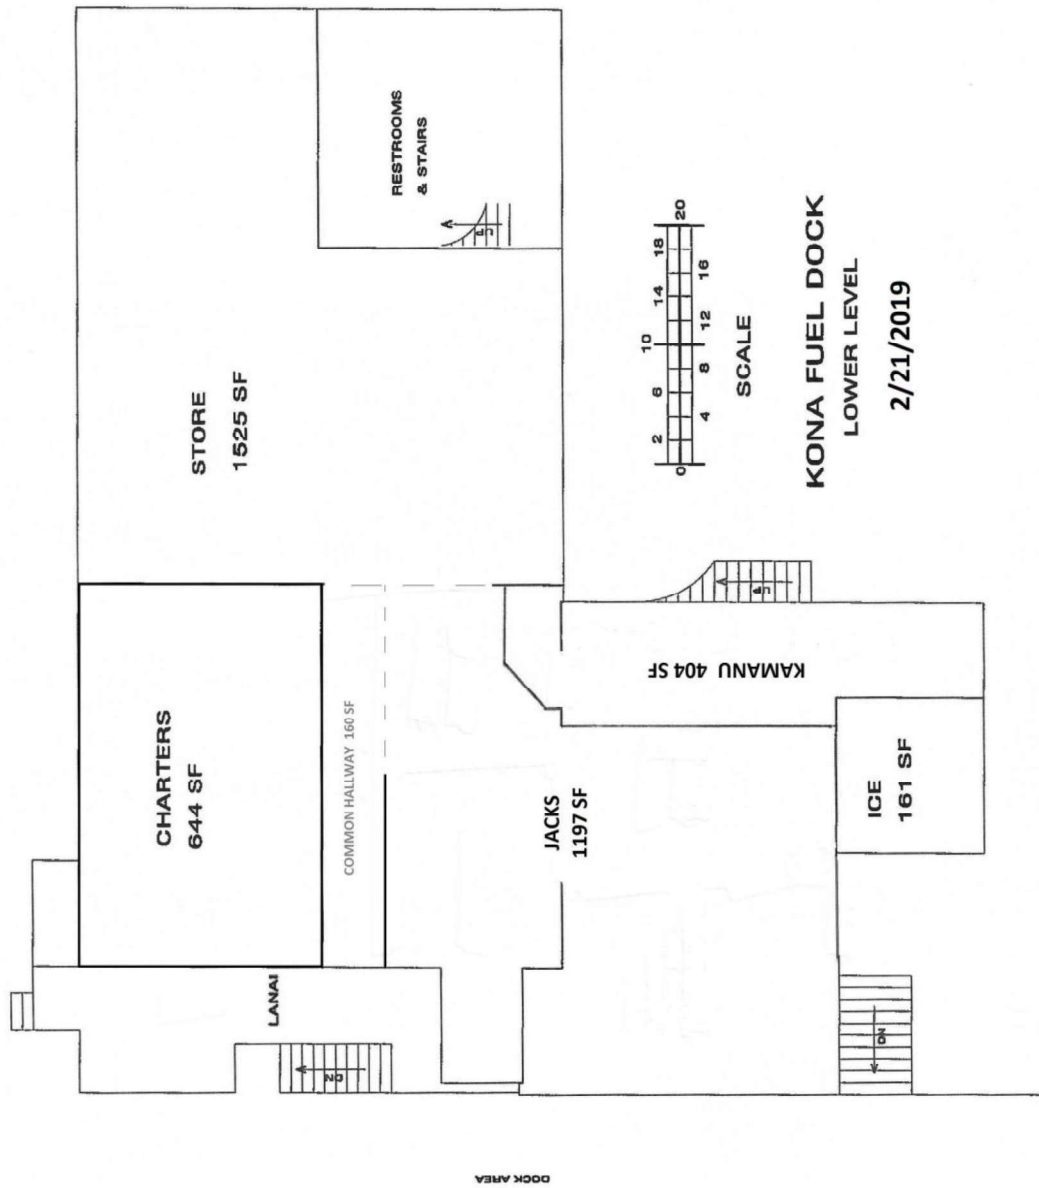 STORE
1525 SF
RESTROOMS
& STAIRS
UP
CHARTERS
644 SF
COMMON HALLWAY 160 SF
JACKS
1197 SF
KAMANU 404 SF
UP
ICE
161 SF
LANAI
DN
DN
DOCK AREA
0 2 4 6 8 10 12 14 16 18 20
SCALE
KONA FUEL DOCK
LOWER LEVEL
2/21/2019